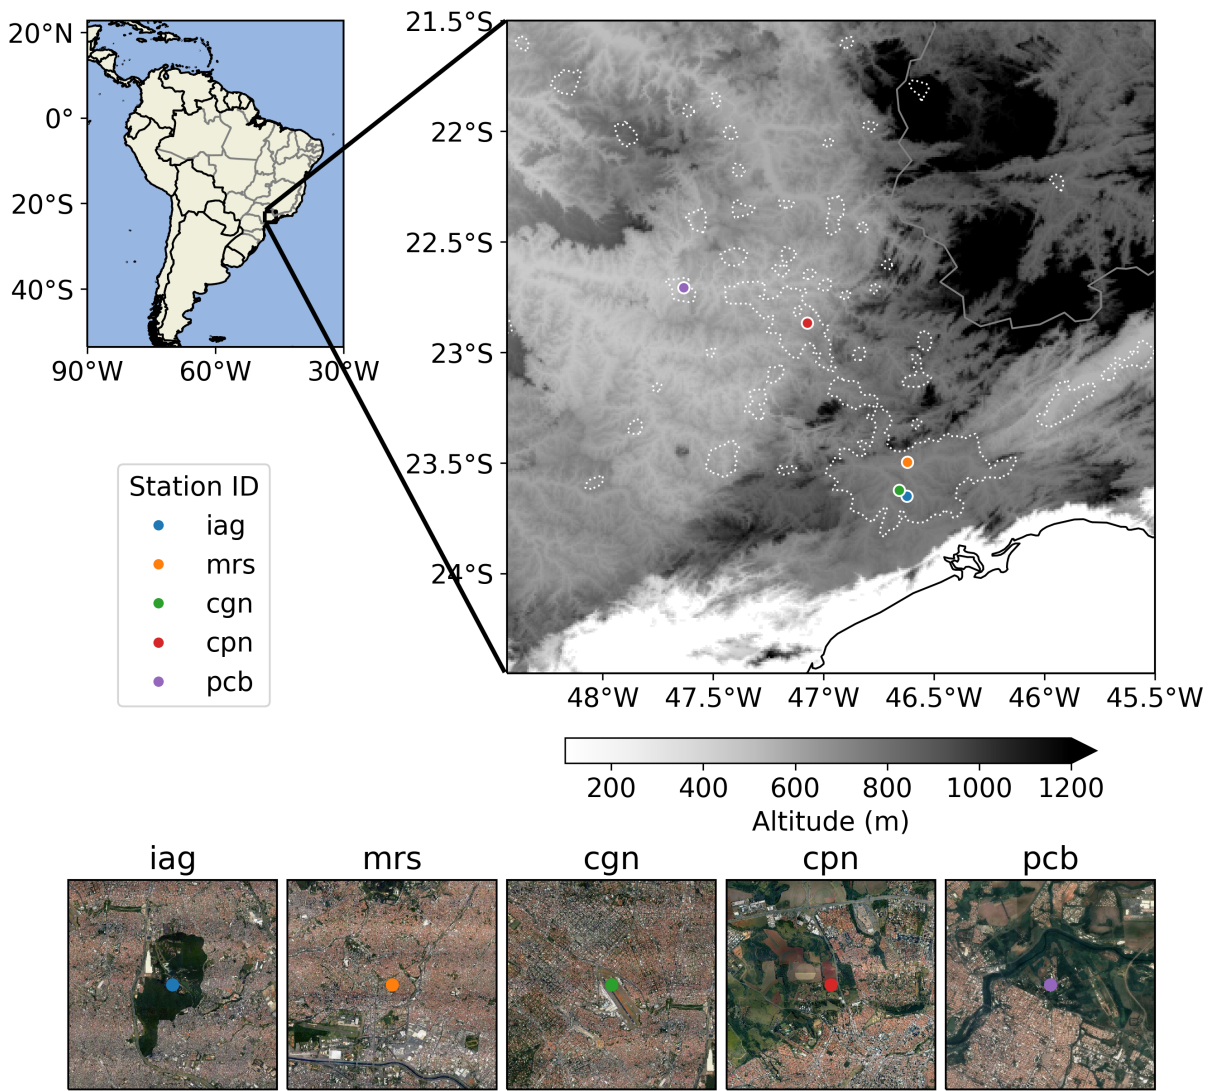 20°N
0°
20°S
40°S
90°W 60°W 30°W
21.5°S
22°S
22.5°S
23°S
23.5°S
24°S
48°W 47.5°W 47°W 46.5°W 46°W 45.5°W
Station ID
iag
mrs
cgn
cpn
pcb
200 400 600 800 1000 1200
Altitude (m)
iag mrs cgn cpn pcb